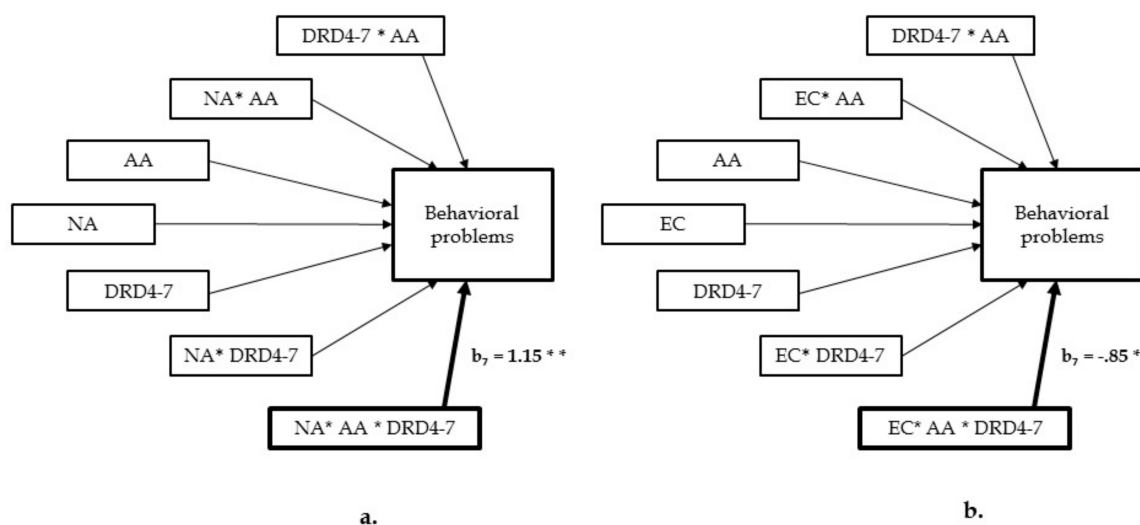 DRD4-7 * AA
NA* AA
AA
NA
DRD4-7
NA* DRD4-7
NA* AA * DRD4-7
Behavioral
problems
b₇ = 1.15 * *
a.
DRD4-7 * AA
EC* AA
AA
EC
DRD4-7
EC* DRD4-7
EC* AA * DRD4-7
Behavioral
problems
b₇ = -.85 *
b.